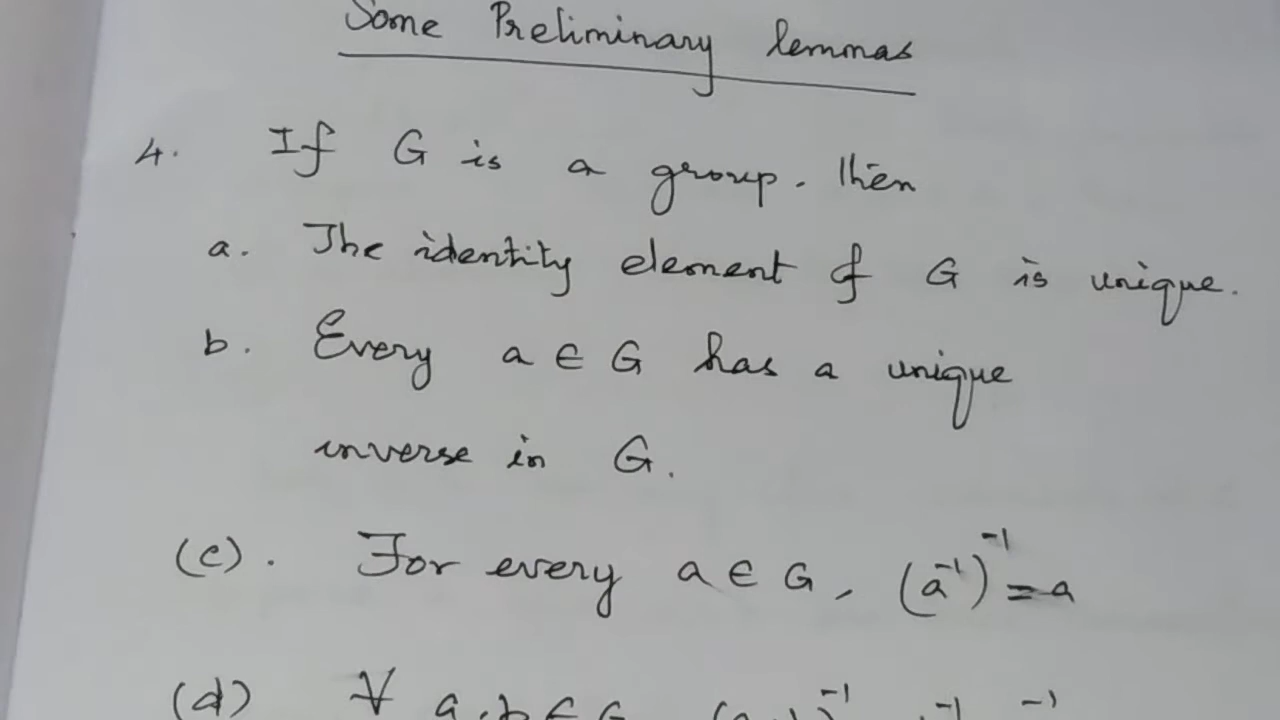 Some Preliminary lemmas
4. If G is a group. Then
a. The identity element of G is unique.
b. Every a ∈ G has a unique
inverse in G.
(c). For every a ∈ G, (a⁻¹)⁻¹ = a
(d) ∀ a, b ∈ G